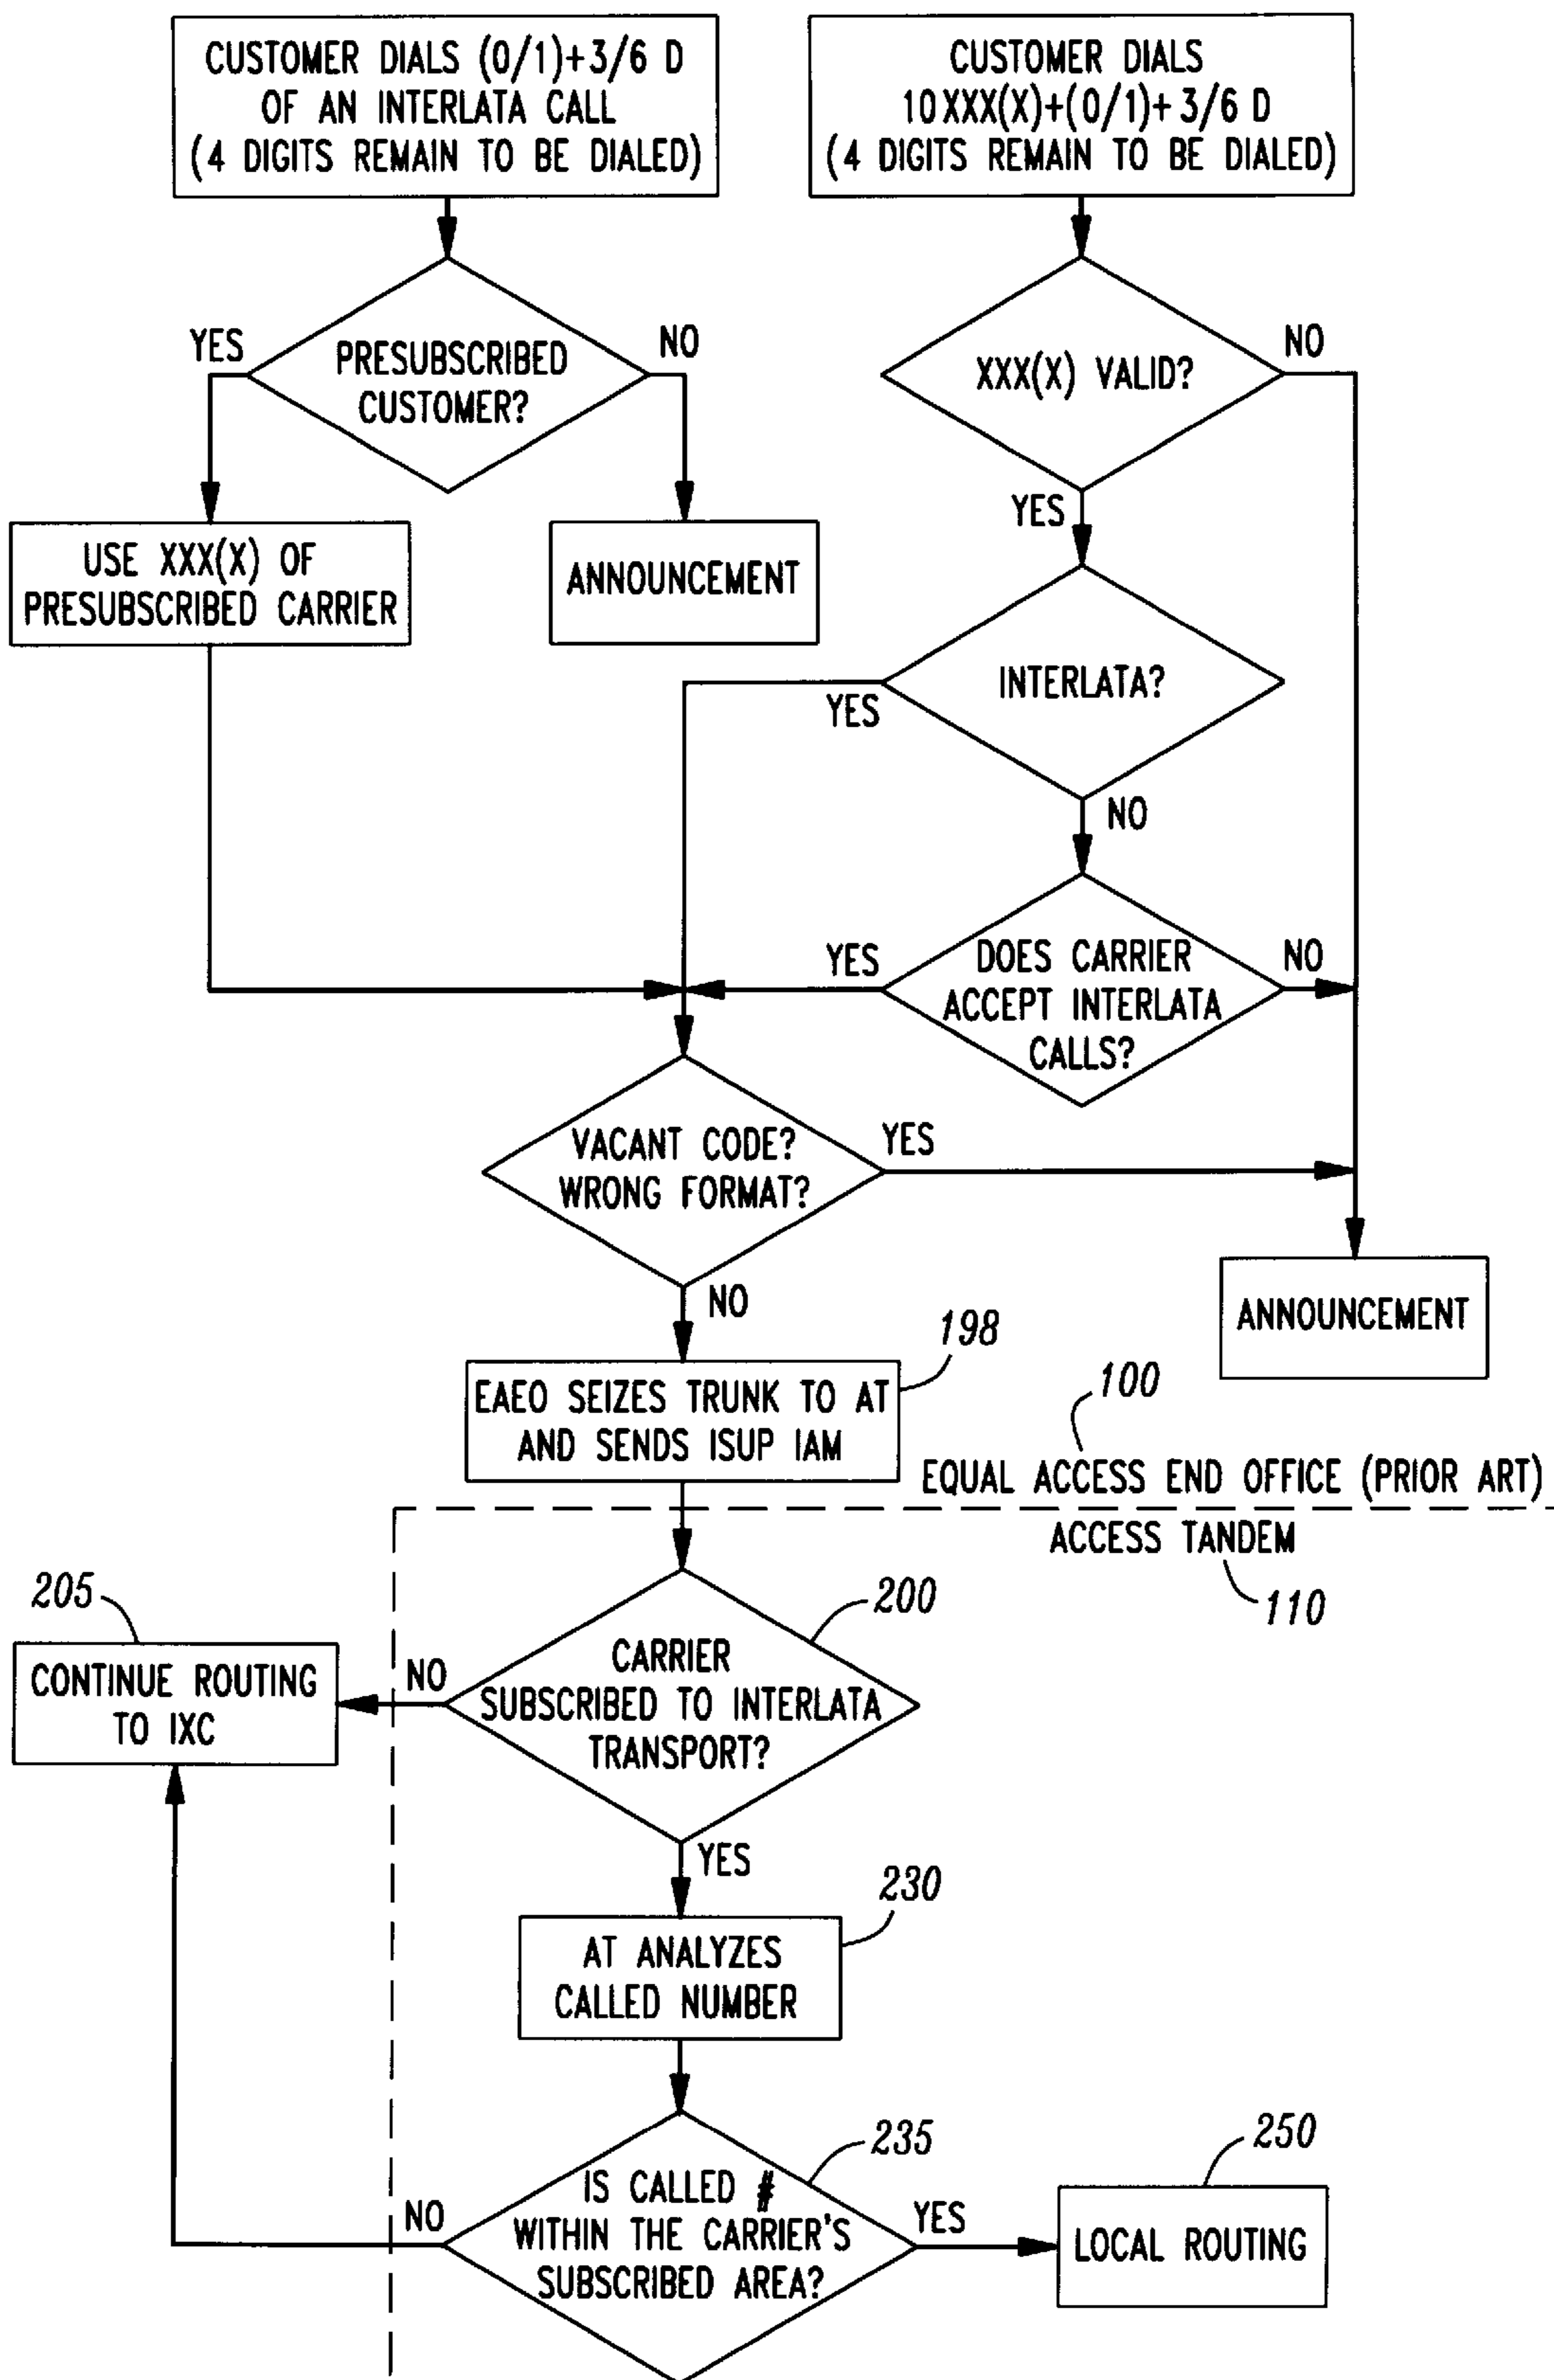 CUSTOMER DIALS (0/1)+3/6 D
OF AN INTERLATA CALL
(4 DIGITS REMAIN TO BE DIALED)
CUSTOMER DIALS
10XXX(X)+(0/1)+3/6 D
(4 DIGITS REMAIN TO BE DIALED)
YES
PRESUBSCRIBED
CUSTOMER?
NO
XXX(X) VALID?
NO
YES
USE XXX(X) OF
PRESUBSCRIBED CARRIER
ANNOUNCEMENT
INTERLATA?
YES
NO
YES
DOES CARRIER
ACCEPT INTERLATA
CALLS?
NO
VACANT CODE?
WRONG FORMAT?
YES
NO
ANNOUNCEMENT
198
EAEO SEIZES TRUNK TO AT
AND SENDS ISUP IAM
100
EQUAL ACCESS END OFFICE (PRIOR ART)
ACCESS TANDEM
110
205
CONTINUE ROUTING
TO IXC
NO
200
CARRIER
SUBSCRIBED TO INTERLATA
TRANSPORT?
YES
230
AT ANALYZES
CALLED NUMBER
235
IS CALLED #
WITHIN THE CARRIER'S
SUBSCRIBED AREA?
NO
YES
250
LOCAL ROUTING